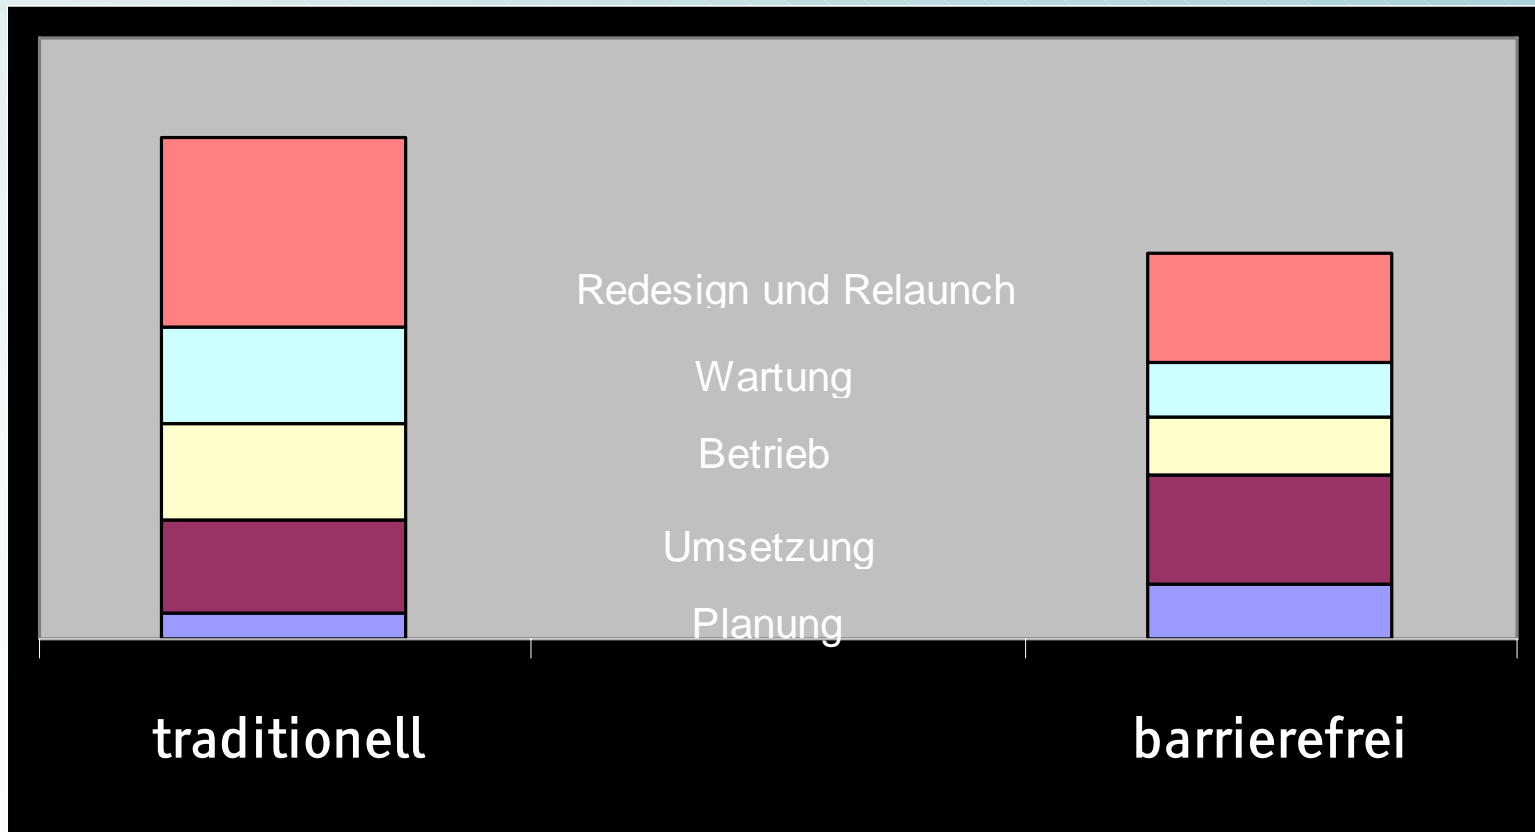 Redesign und Relaunch
Wartung
Betrieb
Umsetzung
Planung
traditionell
barrierefrei